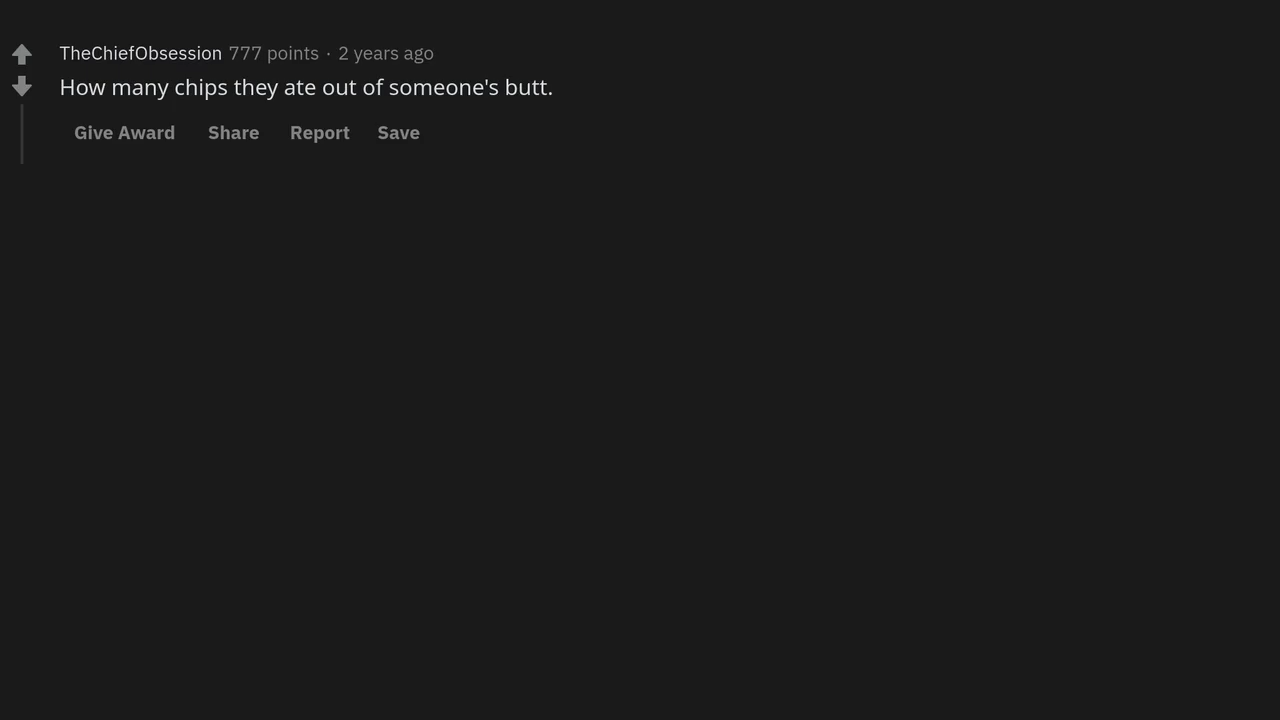 TheChiefObsession 777 points · 2 years ago
How many chips they ate out of someone's butt.
Give Award Share Report Save